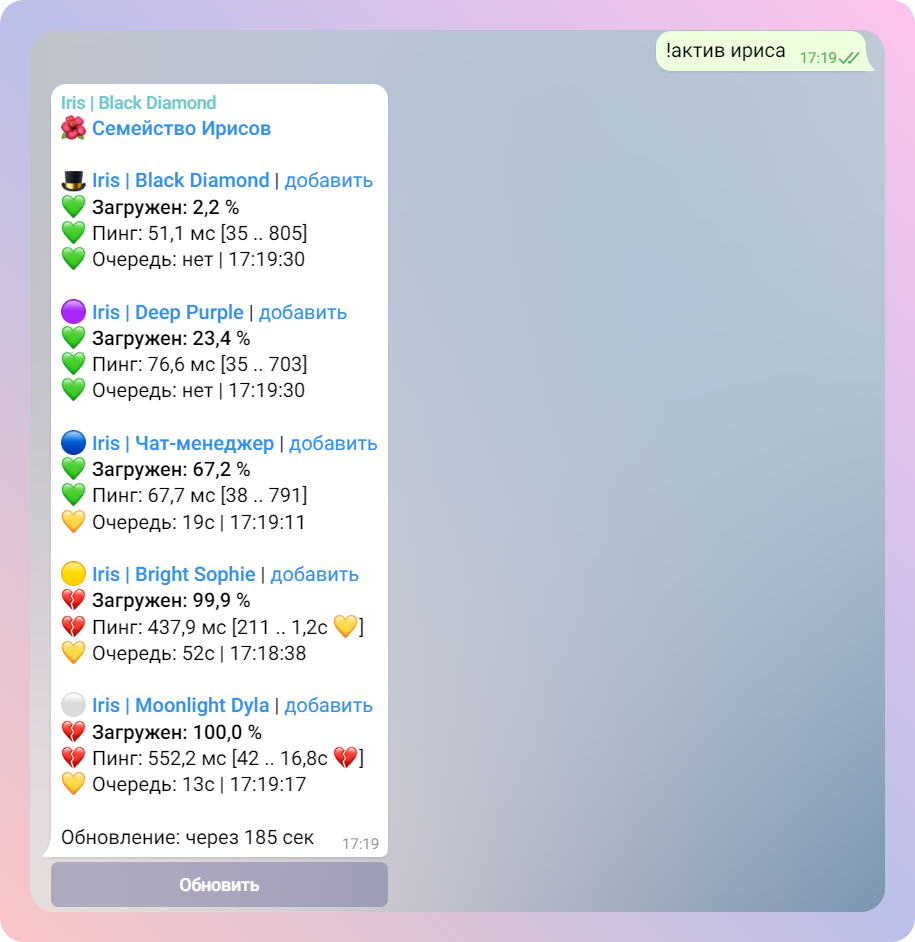 !актив ириса 17:19
Iris | Black Diamond
Семейство Ирисов
Iris | Black Diamond | добавить
Загружен: 2,2 %
Пинг: 51,1 мс [35 .. 805]
Очередь: нет | 17:19:30
Iris | Deep Purple | добавить
Загружен: 23,4 %
Пинг: 76,6 мс [35 .. 703]
Очередь: нет | 17:19:30
Iris | Чат-менеджер | добавить
Загружен: 67,2 %
Пинг: 67,7 мс [38 .. 791]
Очередь: 19с | 17:19:11
Iris | Bright Sophie | добавить
Загружен: 99,9 %
Пинг: 437,9 мс [211 .. 1,2с 💛]
Очередь: 52с | 17:18:38
Iris | Moonlight Dyla | добавить
Загружен: 100,0 %
Пинг: 552,2 мс [42 .. 16,8с 💔]
Очередь: 13с | 17:19:17
Обновление: через 185 сек 17:19
Обновить